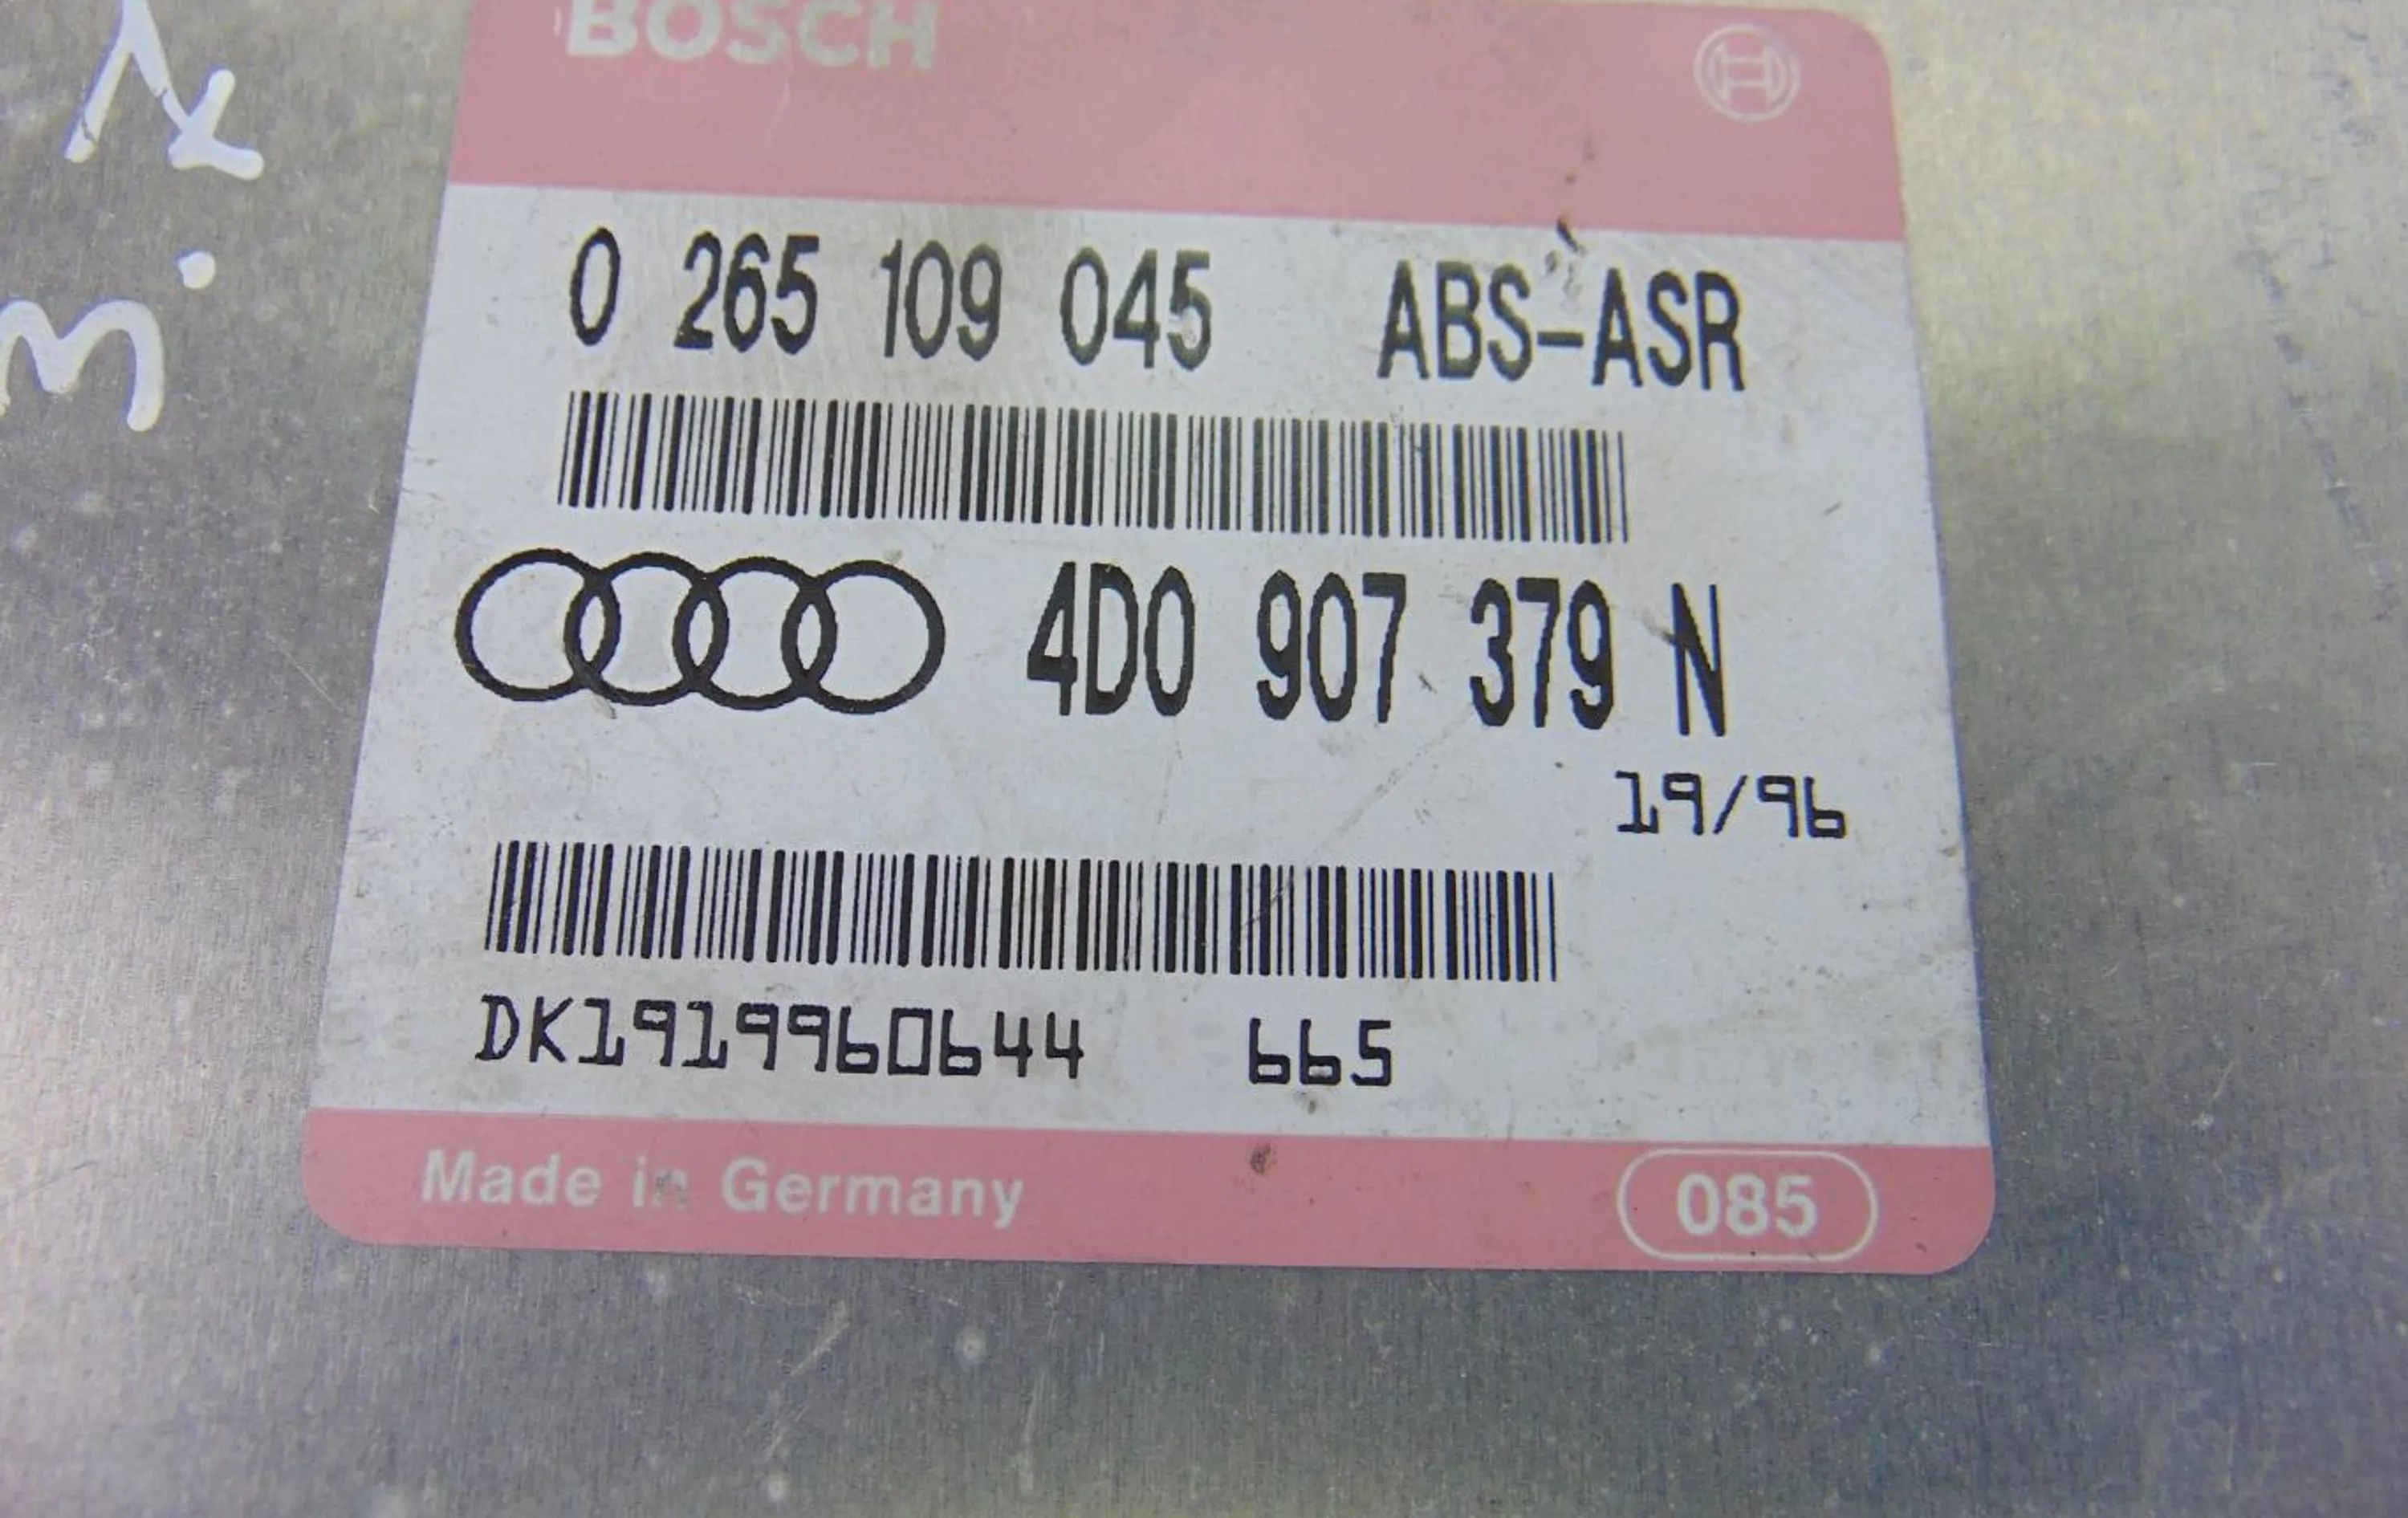 BOSCH
0 265 109 045 ABS-ASR
4D0 907 379 N
19/96
DK1919960644 665
Made in Germany 085